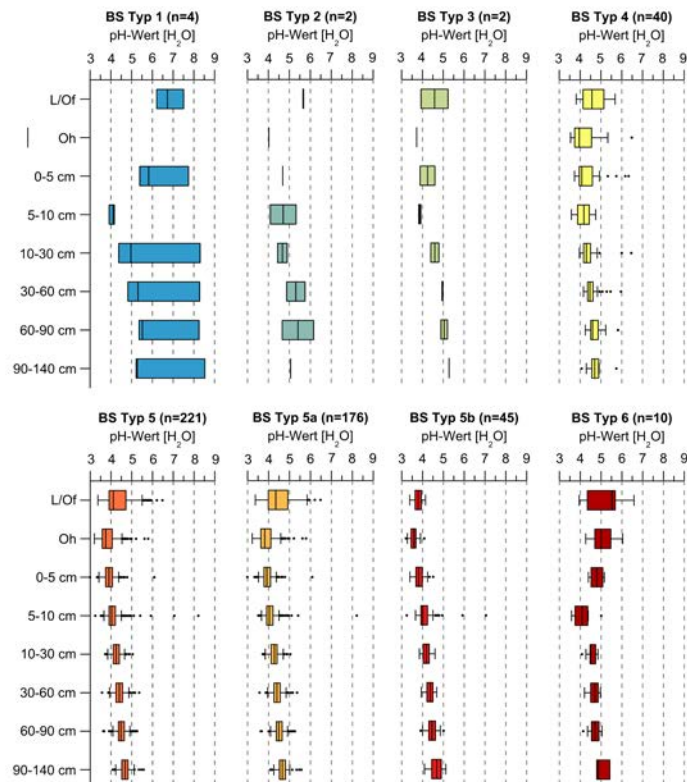 BS Typ 1 (n=4) BS Typ 2 (n=2) BS Typ 3 (n=2) BS Typ 4 (n=40)
pH-Wert [H₂O] pH-Wert [H₂O] pH-Wert [H₂O] pH-Wert [H₂O]
3 4 5 6 7 8 9 3 4 5 6 7 8 9 3 4 5 6 7 8 9 3 4 5 6 7 8 9
L/Of
Oh
0-5 cm
5-10 cm
10-30 cm
30-60 cm
60-90 cm
90-140 cm
BS Typ 5 (n=221) BS Typ 5a (n=176) BS Typ 5b (n=45) BS Typ 6 (n=10)
pH-Wert [H₂O] pH-Wert [H₂O] pH-Wert [H₂O] pH-Wert [H₂O]
3 4 5 6 7 8 9 3 4 5 6 7 8 9 3 4 5 6 7 8 9 3 4 5 6 7 8 9
L/Of
Oh
0-5 cm
5-10 cm
10-30 cm
30-60 cm
60-90 cm
90-140 cm